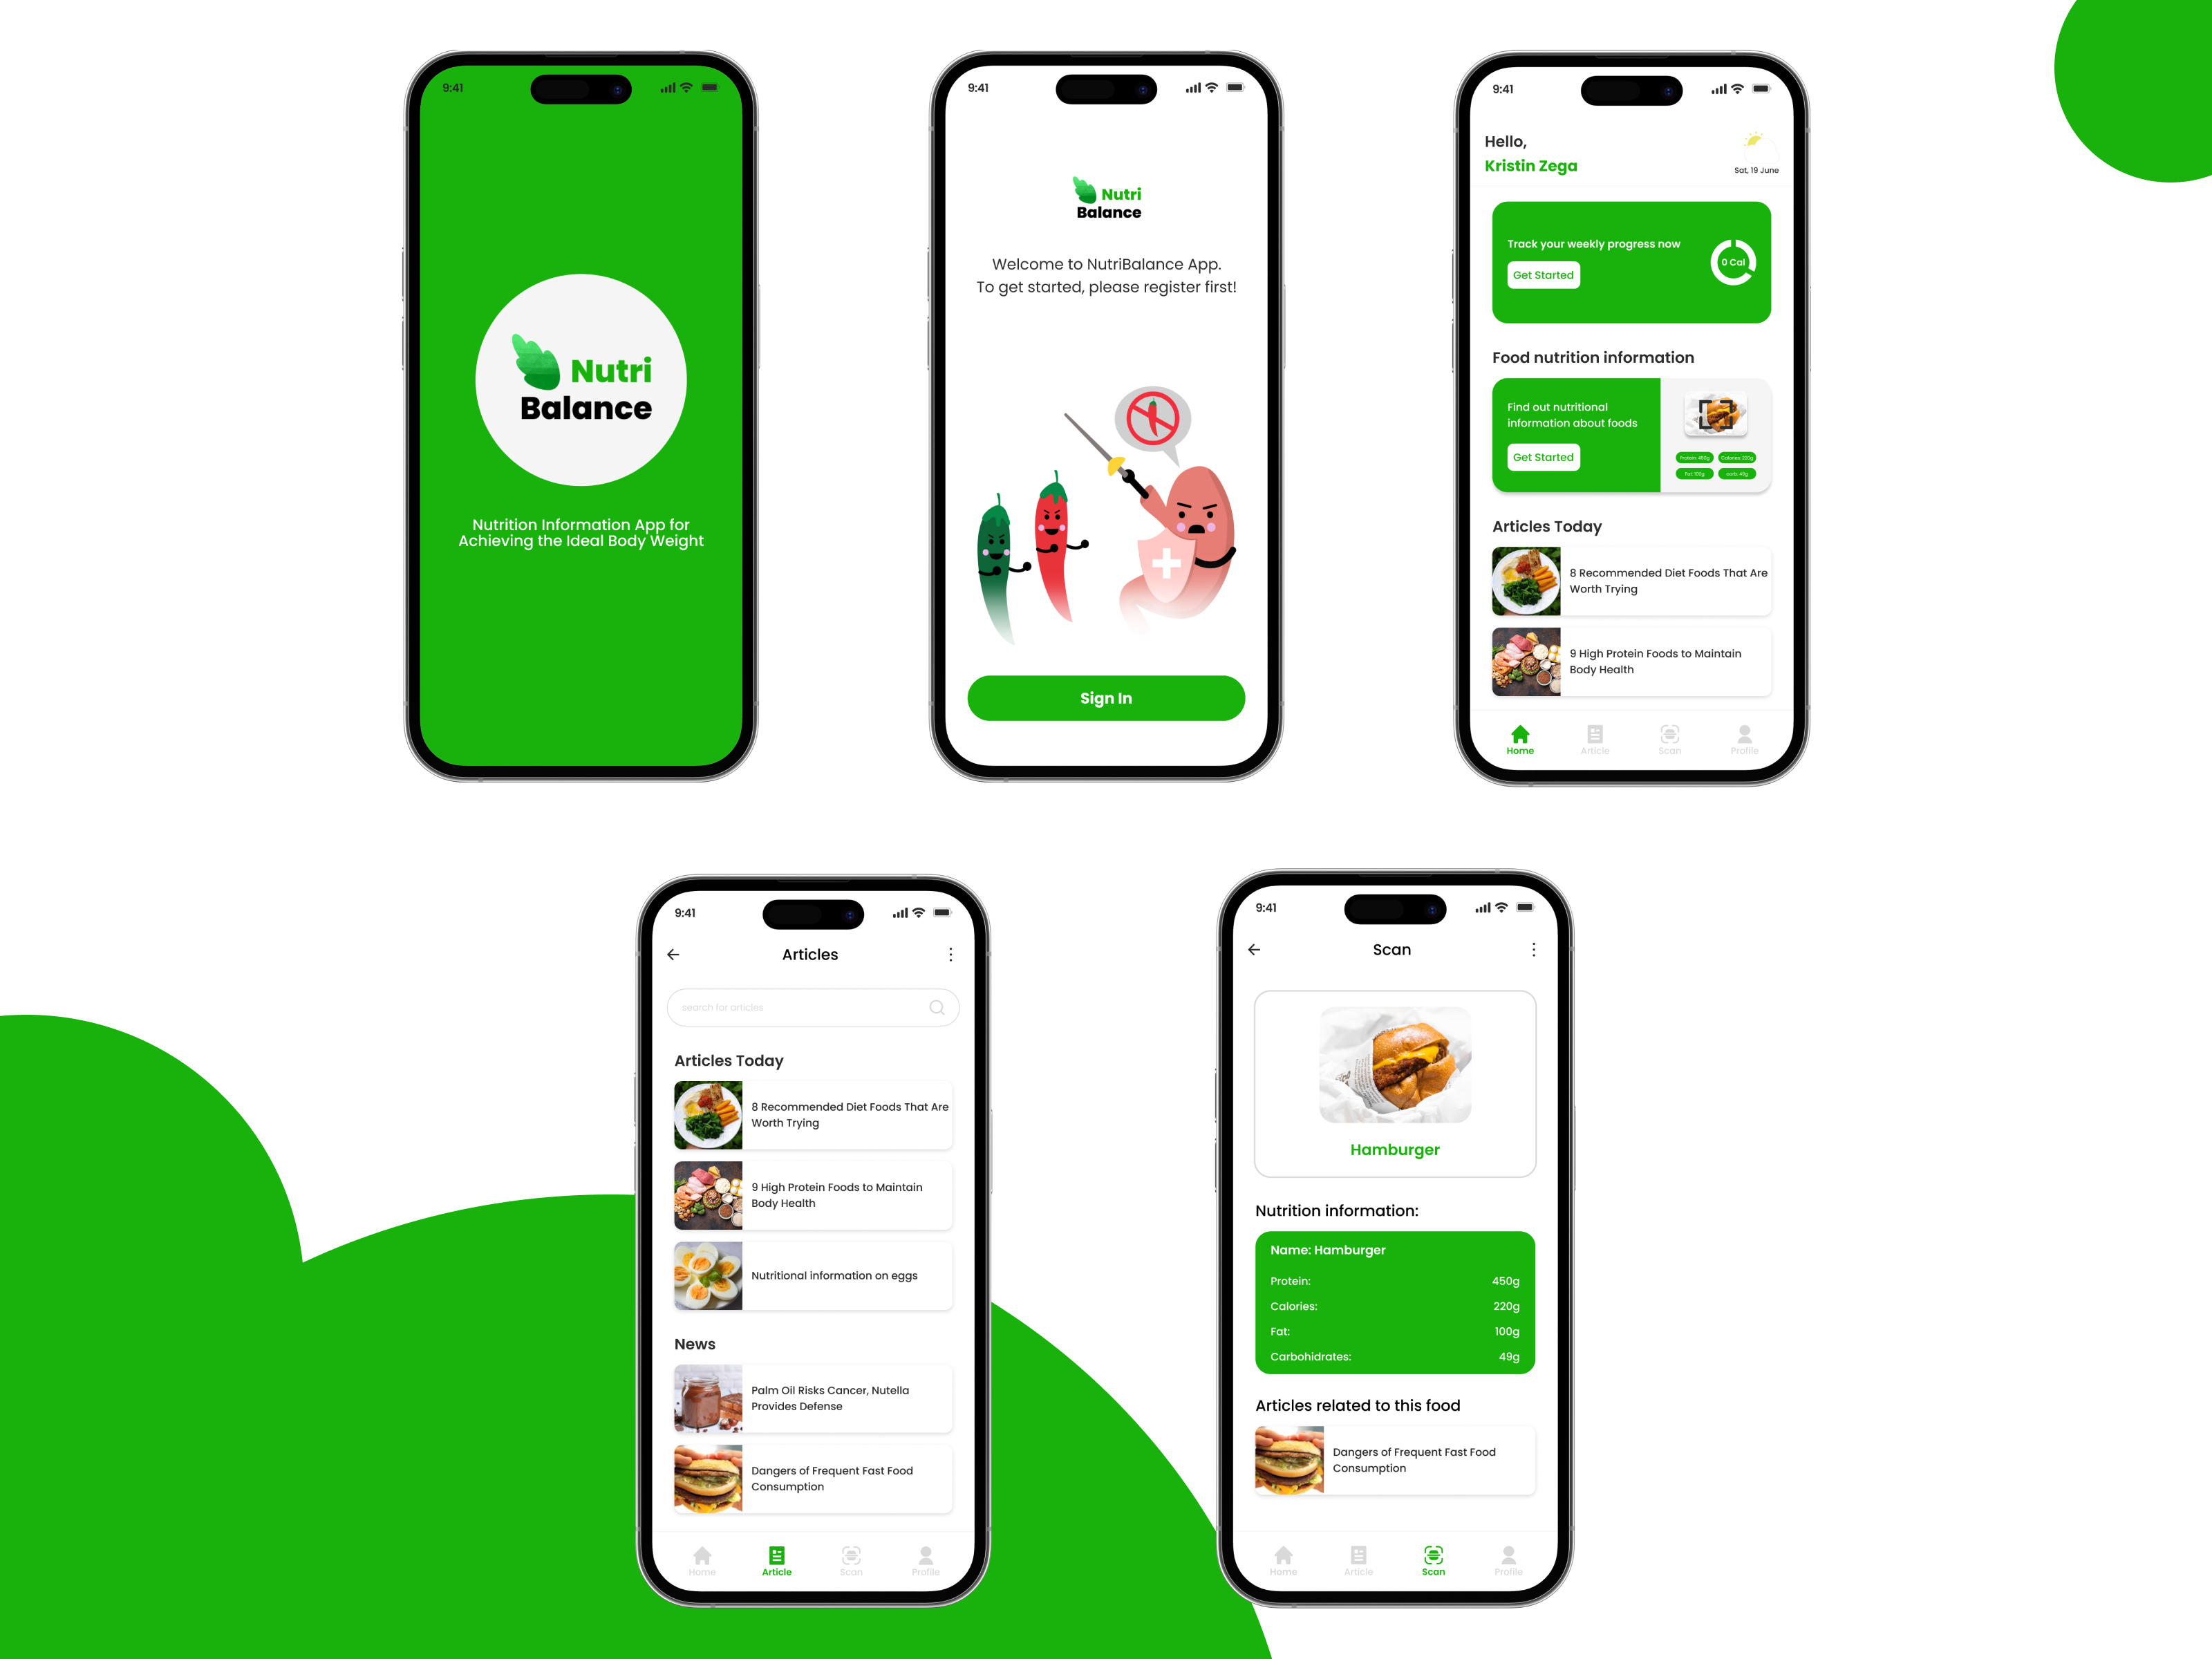 9:41
Nutri
Balance
Nutrition Information App for
Achieving the Ideal Body Weight
9:41
Nutri
Balance
Welcome to NutriBalance App.
To get started, please register first!
Sign In
9:41
Hello,
Kristin Zega
Sat, 19 June
Track your weekly progress now
Get Started
0 Cal
Food nutrition information
Find out nutritional
information about foods
Get Started
Protein: 450g
Calories: 220g
Fat: 100g
carb: 49g
Articles Today
8 Recommended Diet Foods That Are
Worth Trying
9 High Protein Foods to Maintain
Body Health
Home
Article
Scan
Profile
9:41
Articles
search for articles
Articles Today
8 Recommended Diet Foods That Are
Worth Trying
9 High Protein Foods to Maintain
Body Health
Nutritional information on eggs
News
Palm Oil Risks Cancer, Nutella
Provides Defense
Dangers of Frequent Fast Food
Consumption
Home
Article
Scan
Profile
9:41
Scan
Hamburger
Nutrition information:
Name: Hamburger
Protein: 450g
Calories: 220g
Fat: 100g
Carbohidrates: 49g
Articles related to this food
Dangers of Frequent Fast Food
Consumption
Home
Article
Scan
Profile